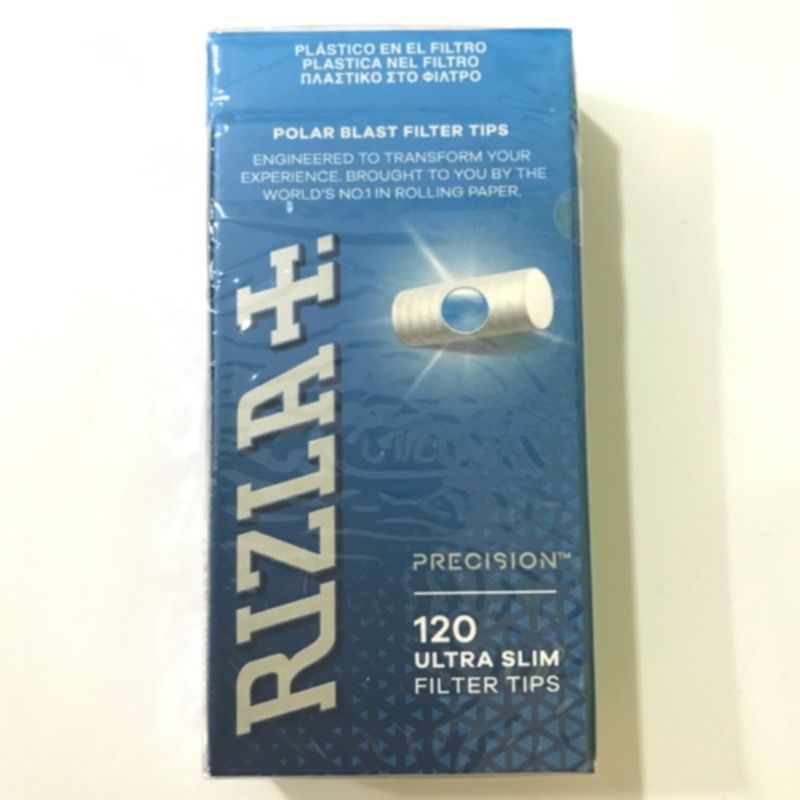 PLÁSTICO EN EL FILTRO
PLASTICA NEL FILTRO
ΠΛΑΣΤΙΚΟ ΣΤΟ ΦΙΛΤΡΟ
POLAR BLAST FILTER TIPS
ENGINEERED TO TRANSFORM YOUR
EXPERIENCE. BROUGHT TO YOU BY THE
WORLD'S NO.1 IN ROLLING PAPER.
RIZLA+.
PRECISION™
120
ULTRA SLIM
FILTER TIPS